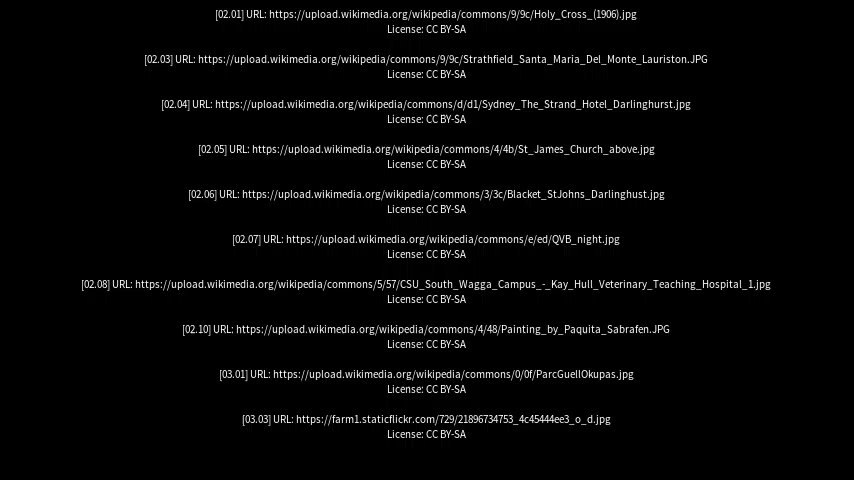 [02.01] URL: https://upload.wikimedia.org/wikipedia/commons/9/9c/Holy_Cross_(1906).jpg
License: CC BY-SA
[02.03] URL: https://upload.wikimedia.org/wikipedia/commons/9/9c/Strathfield_Santa_Maria_Del_Monte_Lauriston.JPG
License: CC BY-SA
[02.04] URL: https://upload.wikimedia.org/wikipedia/commons/d/d1/Sydney_The_Strand_Hotel_Darlinghurst.jpg
License: CC BY-SA
[02.05] URL: https://upload.wikimedia.org/wikipedia/commons/4/4b/St_James_Church_above.jpg
License: CC BY-SA
[02.06] URL: https://upload.wikimedia.org/wikipedia/commons/3/3c/Blacket_StJohns_Darlinghust.jpg
License: CC BY-SA
[02.07] URL: https://upload.wikimedia.org/wikipedia/commons/e/ed/QVB_night.jpg
License: CC BY-SA
[02.08] URL: https://upload.wikimedia.org/wikipedia/commons/5/57/CSU_South_Wagga_Campus_-_Kay_Hull_Veterinary_Teaching_Hospital_1.jpg
License: CC BY-SA
[02.10] URL: https://upload.wikimedia.org/wikipedia/commons/4/48/Painting_by_Paquita_Sabrafen.JPG
License: CC BY-SA
[03.01] URL: https://upload.wikimedia.org/wikipedia/commons/0/0f/ParcGuellOkupas.jpg
License: CC BY-SA
[03.03] URL: https://farm1.staticflickr.com/729/21896734753_4c45444ee3_o_d.jpg
License: CC BY-SA